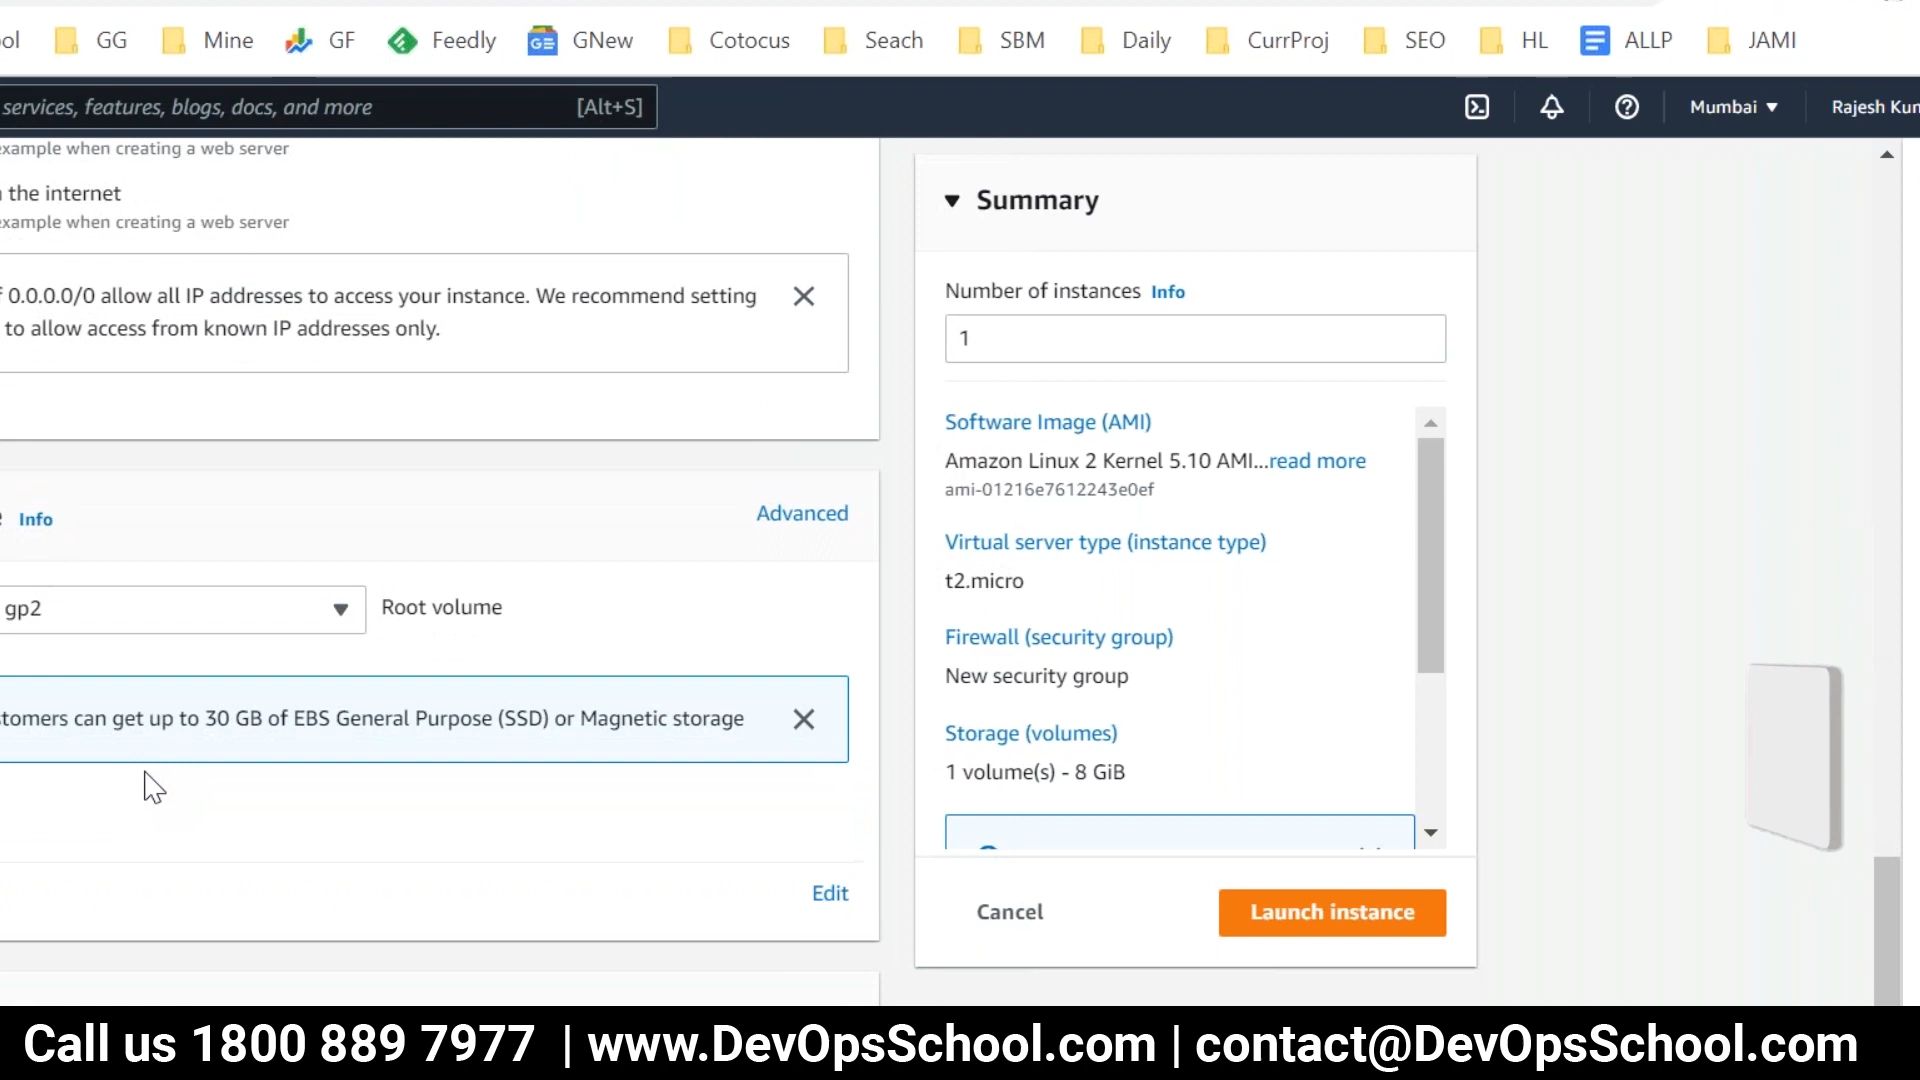 ol GG Mine GF Feedly GNew Cotocus Seach SBM Daily CurrProj SEO HL ALLP JAMI
services, features, blogs, docs, and more [Alt+S] Mumbai Rajesh Kun
example when creating a web server
the internet
example when creating a web server
0.0.0.0/0 allow all IP addresses to access your instance. We recommend setting
to allow access from known IP addresses only.
Info Advanced
gp2 Root volume
stomers can get up to 30 GB of EBS General Purpose (SSD) or Magnetic storage
Edit
Summary
Number of instances Info
1
Software Image (AMI)
Amazon Linux 2 Kernel 5.10 AMI...read more
ami-01216e7612243e0ef
Virtual server type (instance type)
t2.micro
Firewall (security group)
New security group
Storage (volumes)
1 volume(s) - 8 GiB
Cancel Launch instance
Call us 1800 889 7977 | www.DevOpsSchool.com | contact@DevOpsSchool.com